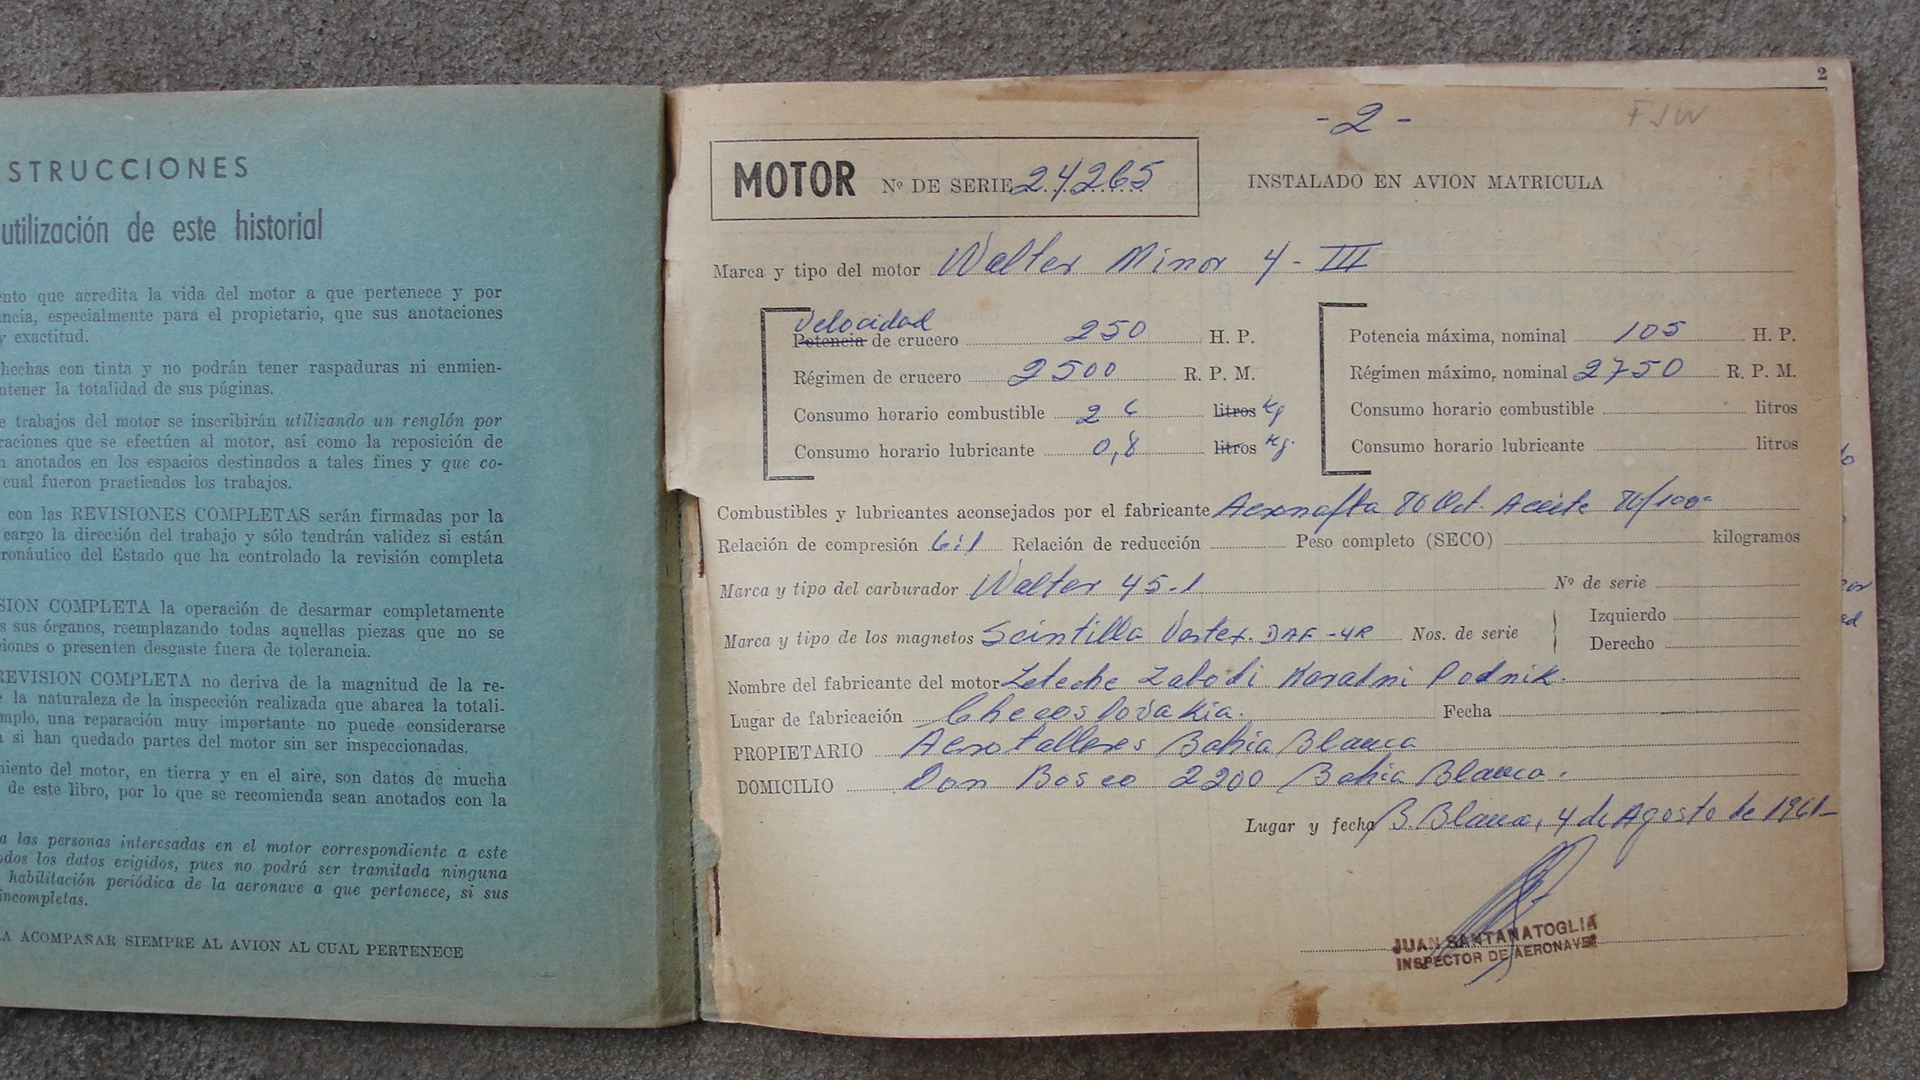 STRUCCIONES
utilización de este historial
ento que acredita la vida del motor a que pertenece y por
ncia, especialmente para el propietario, que sus anotaciones
y exactitud.
hechas con tinta y no podrán tener raspaduras ni enmien-
ntener la totalidad de sus páginas.
e trabajos del motor se inscribirán utilizando un renglón por
raciones que se efectúen al motor, así como la reposición de
n anotados en los espacios destinados a tales fines y que co-
cual fueron practicados los trabajos.
con las REVISIONES COMPLETAS serán firmadas por la
cargo la dirección del trabajo y sólo tendrán validez si están
eronáutico del Estado que ha controlado la revisión completa
SION COMPLETA la operación de desarmar completamente
s sus órganos, reemplazando todas aquellas piezas que no se
ciones o presenten desgaste fuera de tolerancia.
REVISION COMPLETA no deriva de la magnitud de la re-
e la naturaleza de la inspección realizada que abarca la totali-
mplo, una reparación muy importante no puede considerarse
a si han quedado partes del motor sin ser inspeccionadas.
miento del motor, en tierra y en el aire, son datos de mucha
de este libro, por lo que se recomienda sean anotados con la
a las personas interesadas en el motor correspondiente a este
odos los datos exigidos, pues no podrá ser tramitada ninguna
habilitación periódica de la aeronave a que pertenece, si sus
incompletas.
A ACOMPAÑAR SIEMPRE AL AVION AL CUAL PERTENECE
2
-2-
FJW
MOTOR Nº DE SERIE 24265 INSTALADO EN AVION MATRICULA
Marca y tipo del motor Walter Minor 4-III
Velocidad
Potencia de crucero 250 H. P.
Régimen de crucero 2500 R. P. M.
Consumo horario combustible 26 litros kg
Consumo horario lubricante 0,8 litros kg.
Potencia máxima, nominal 105 H. P.
Régimen máximo, nominal 2750 R. P. M.
Consumo horario combustible litros
Consumo horario lubricante litros
Combustibles y lubricantes aconsejados por el fabricante Aeronafta 80 Oct. Aceite 80/100°
Relación de compresión 6:1 Relación de reducción Peso completo (SECO) kilogramos
Marca y tipo del carburador Walter 45-1 Nº de serie
Marca y tipo de los magnetos Scintilla Vertex. DAF-4R Nos. de serie Izquierdo
Derecho
Nombre del fabricante del motor Leteche Zabodi Naradni Podnik.
Lugar de fabricación Checoslovakia. Fecha
PROPIETARIO Aero talleres Bahia Blanca
DOMICILIO Don Bosco 2200 Bahia Blanca.
Lugar y fecha B. Blanca, 4 de Agosto de 1961-
JUAN SANTANATOGLIA
INSPECTOR DE AERONAVES